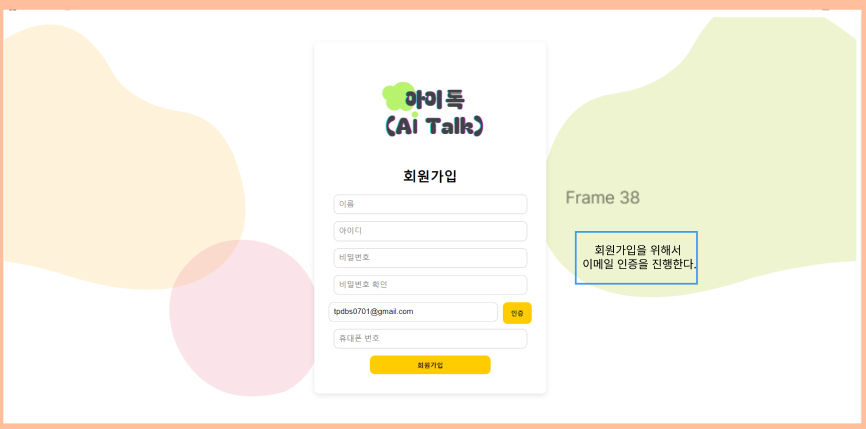 아이톡
(Ai Talk)
회원가입
이름
아이디
비밀번호
비밀번호 확인
tpdbs0701@gmail.com
인증
휴대폰 번호
회원가입
Frame 38
회원가입을 위해서
이메일 인증을 진행한다.